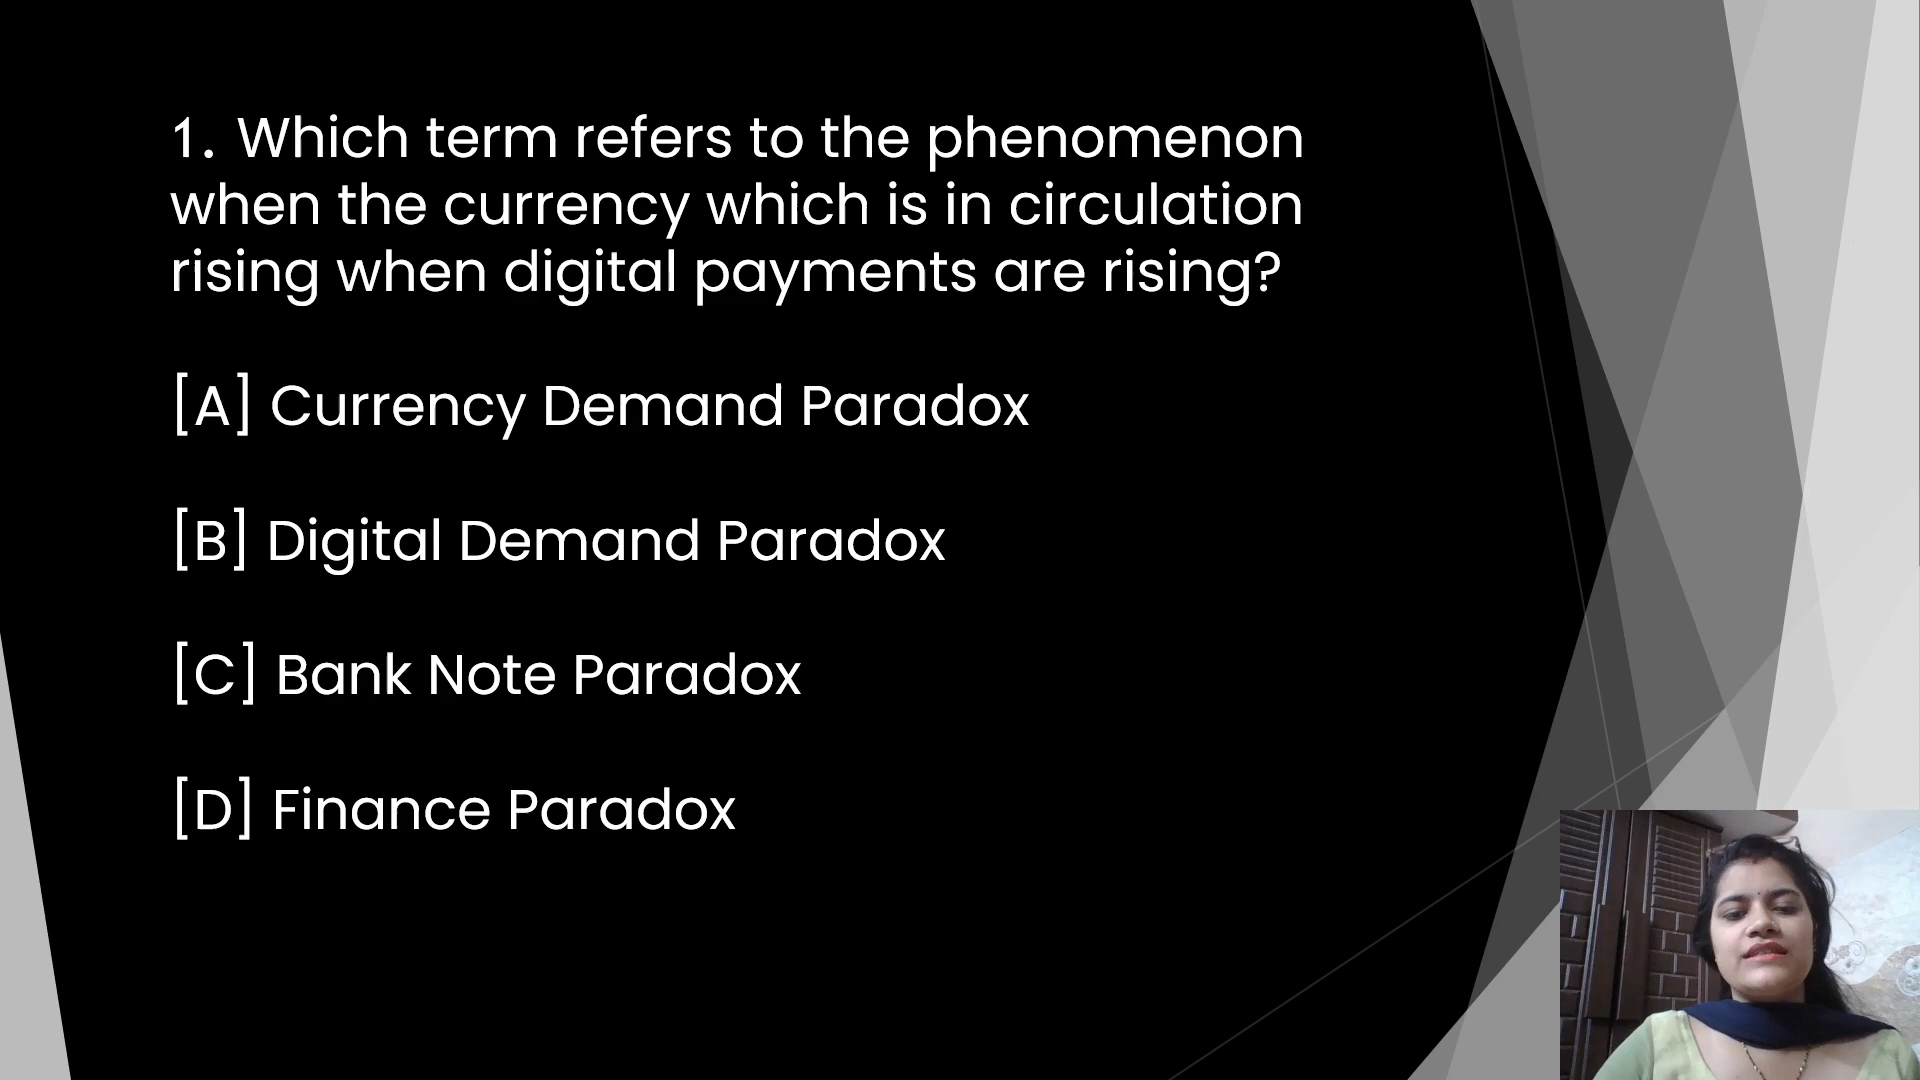 1. Which term refers to the phenomenon
when the currency which is in circulation
rising when digital payments are rising?
[A] Currency Demand Paradox
[B] Digital Demand Paradox
[C] Bank Note Paradox
[D] Finance Paradox